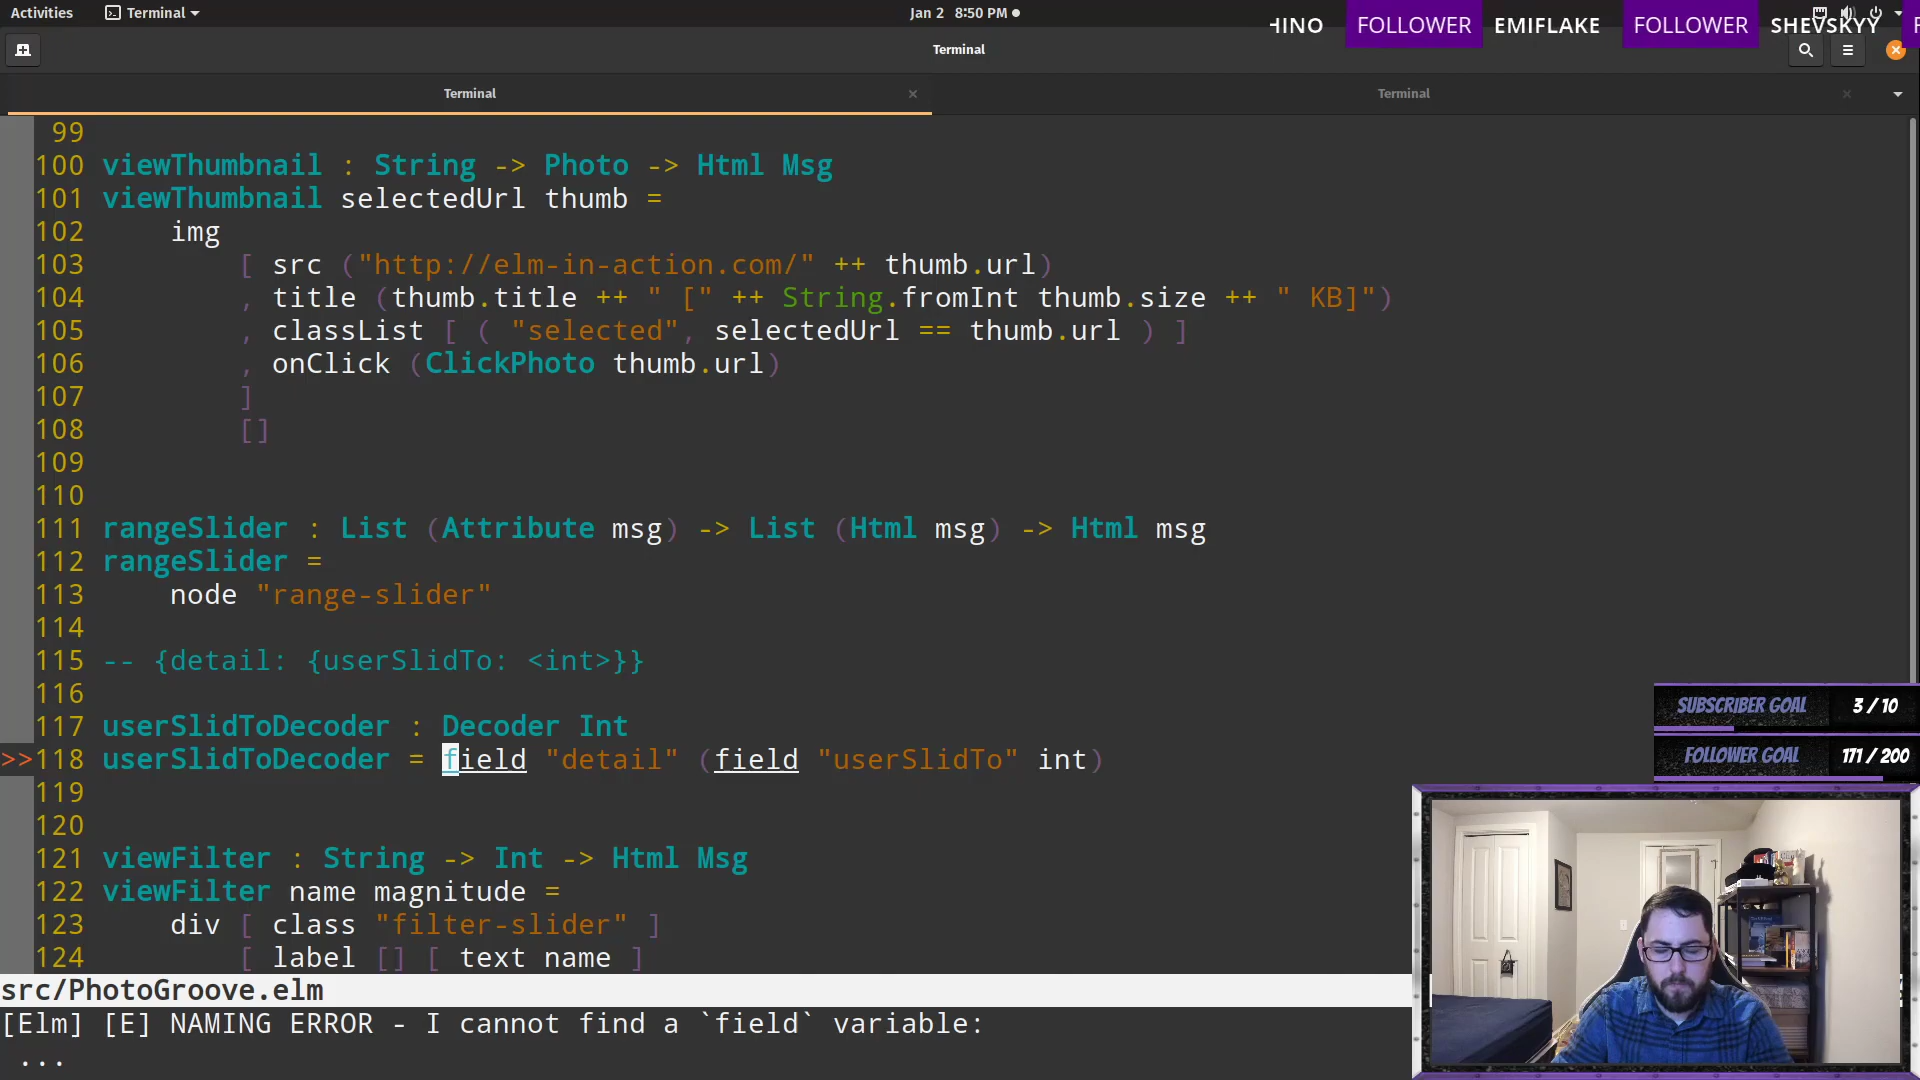 Activities
Terminal
Jan 2 8:50 PM
HINO
FOLLOWER
EMIFLAKE
FOLLOWER
SHEVSKYY
Terminal
Terminal
Terminal
99
100 viewThumbnail : String -> Photo -> Html Msg
101 viewThumbnail selectedUrl thumb =
102 img
103 [ src ("http://elm-in-action.com/" ++ thumb.url)
104 , title (thumb.title ++ " [" ++ String.fromInt thumb.size ++ " KB]")
105 , classList [ ( "selected", selectedUrl == thumb.url ) ]
106 , onClick (ClickPhoto thumb.url)
107 ]
108 []
109
110
111 rangeSlider : List (Attribute msg) -> List (Html msg) -> Html msg
112 rangeSlider =
113 node "range-slider"
114
115 -- {detail: {userSlidTo: <int>}}
116
117 userSlidToDecoder : Decoder Int
>>118 userSlidToDecoder = field "detail" (field "userSlidTo" int)
119
120
121 viewFilter : String -> Int -> Html Msg
122 viewFilter name magnitude =
123 div [ class "filter-slider" ]
124 [ label [] [ text name ]
SUBSCRIBER GOAL 3 / 10
FOLLOWER GOAL 171 / 200
src/PhotoGroove.elm
[Elm] [E] NAMING ERROR - I cannot find a `field` variable:
...